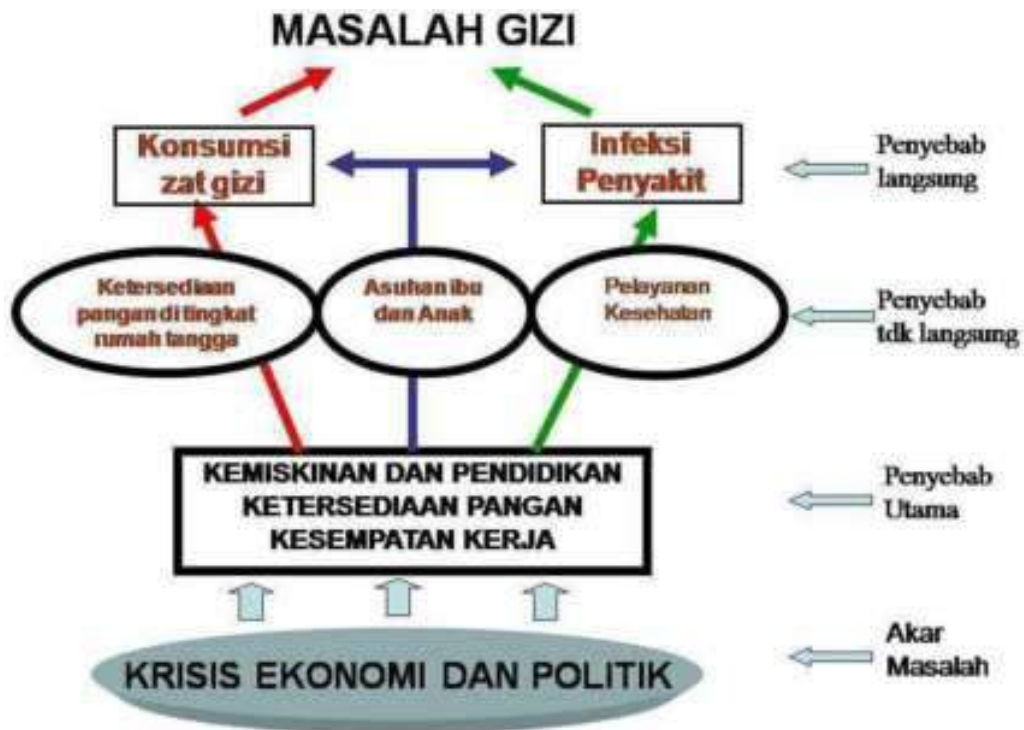 MASALAH GIZI
Konsumsi
zat gizi
Infeksi
Penyakit
Penyebab
langsung
Ketersediaan
pangan di tingkat
rumah tangga
Asuhan ibu
dan Anak
Pelayanan
Kesehatan
Penyebab
tdk langsung
KEMISKINAN DAN PENDIDIKAN
KETERSEDIAAN PANGAN
KESEMPATAN KERJA
Penyebab
Utama
KRISIS EKONOMI DAN POLITIK
Akar
Masalah